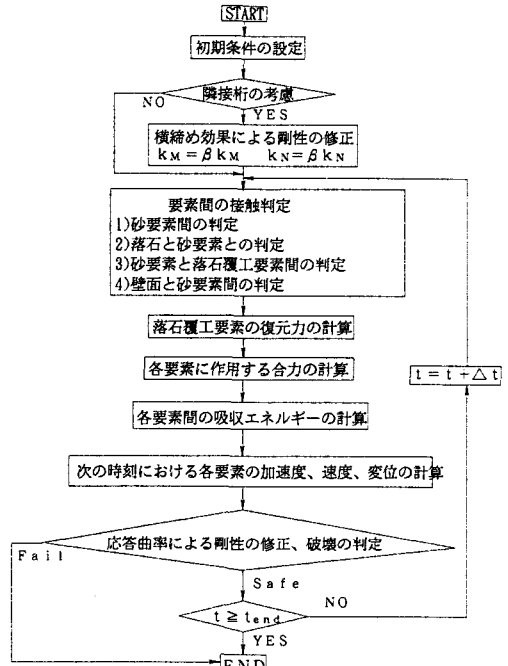 START
初期条件の設定
隣接桁の考慮
NO
YES
横締め効果による剛性の修正
kM=βkM kN=βkN
要素間の接触判定
1)砂要素間の判定
2)落石と砂要素との判定
3)砂要素と落石覆工要素間の判定
4)壁面と砂要素間の判定
落石覆工要素の復元力の計算
各要素に作用する合力の計算
t=t+△t
各要素間の吸収エネルギーの計算
次の時刻における各要素の加速度、速度、変位の計算
応答曲率による剛性の修正、破壊の判定
Fail
Safe
t≧tend
NO
YES
END